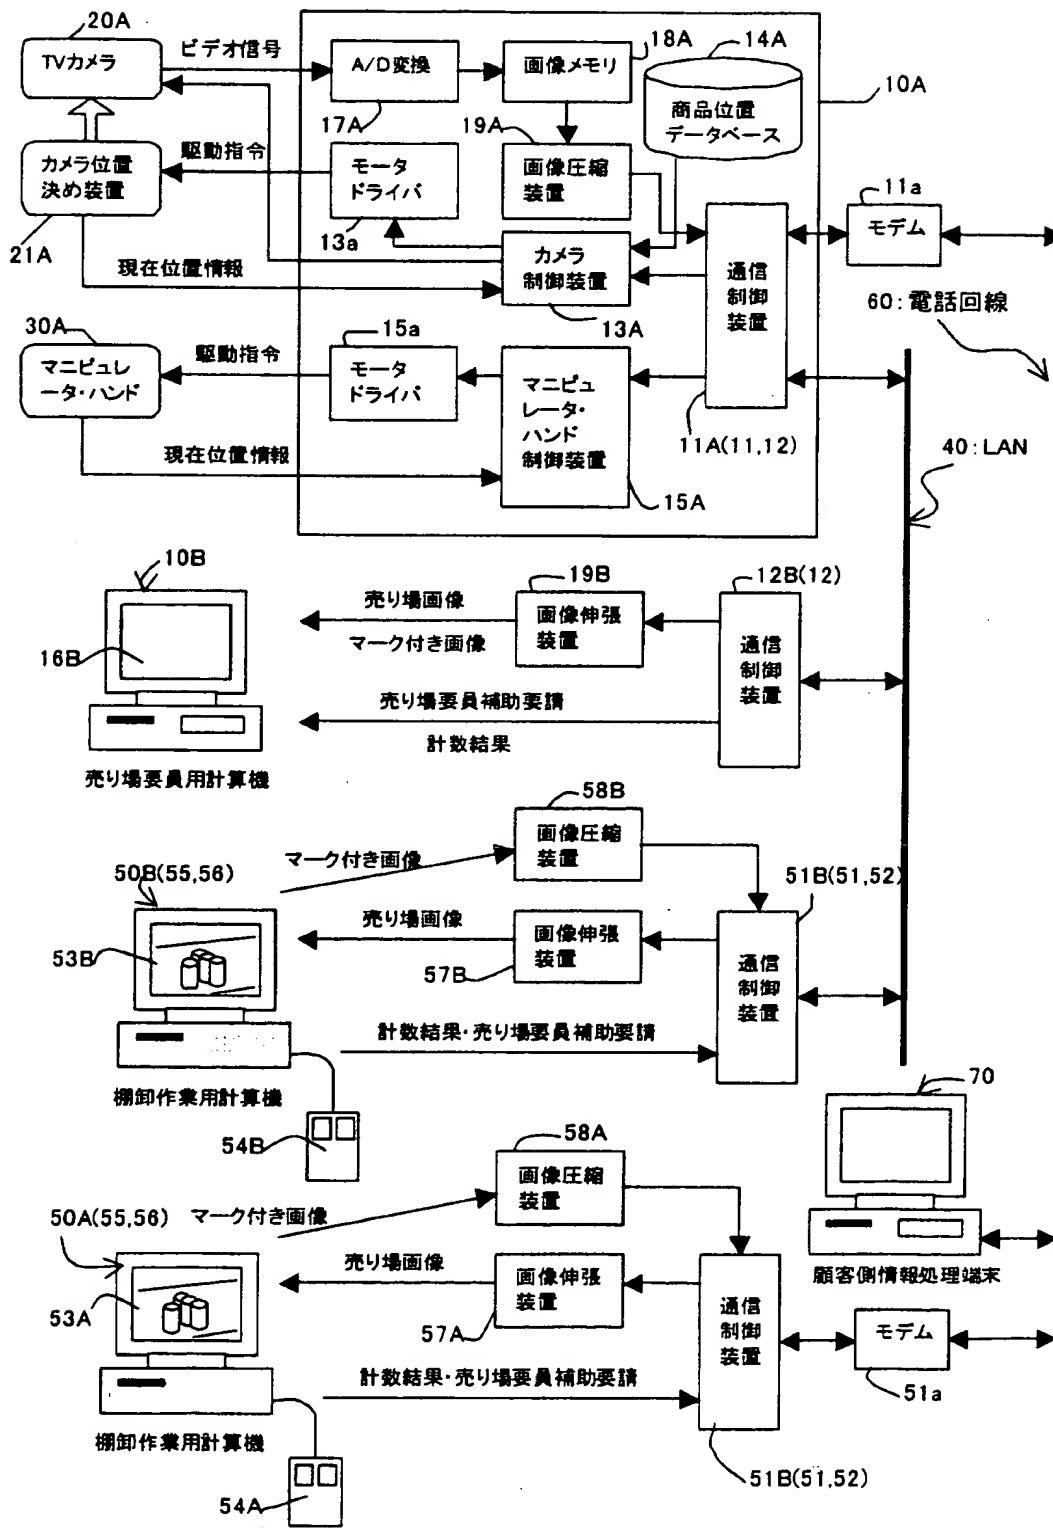 20A
TVカメラ
ビデオ信号
A/D変換
17A
画像メモリ
18A
14A
商品位置
データベース
10A
カメラ位置
決め装置
21A
駆動指令
モータ
ドライバ
13a
19A
画像圧縮
装置
11a
モデム
現在位置情報
カメラ
制御装置
13A
通信
制御
装置
60:電話回線
30A
マニピュレ
ータ・ハンド
駆動指令
15a
モータ
ドライバ
マニピュ
レータ・
ハンド
制御装置
15A
11A(11,12)
現在位置情報
40:LAN
10B
16B
売り場要員用計算機
売り場画像
マーク付き画像
19B
画像伸張
装置
12B(12)
通信
制御
装置
売り場要員補助要請
計数結果
58B
画像圧縮
装置
マーク付き画像
50B(55,56)
51B(51,52)
53B
売り場画像
画像伸張
装置
57B
通信
制御
装置
計数結果・売り場要員補助要請
棚卸作業用計算機
54B
70
顧客側情報処理端末
58A
画像圧縮
装置
マーク付き画像
50A(55,56)
53A
売り場画像
画像伸張
装置
57A
通信
制御
装置
モデム
51a
計数結果・売り場要員補助要請
棚卸作業用計算機
54A
51B(51,52)